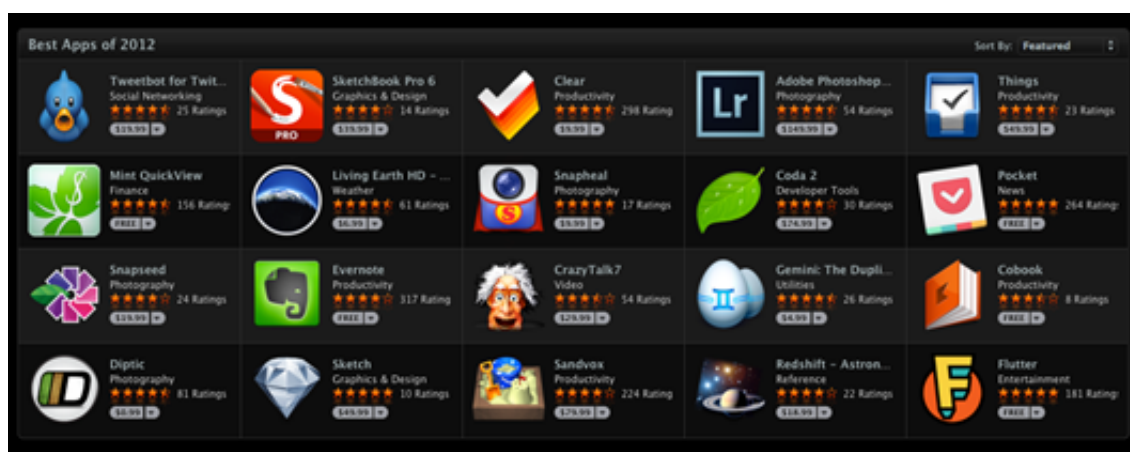 Best Apps of 2012 Sort By: Featured
Tweetbot for Twit...
Social Networking
25 Ratings
$19.99
SketchBook Pro 6
Graphics & Design
14 Ratings
$39.99
PRO
Clear
Productivity
298 Rating
$9.99
Lr
Adobe Photoshop...
Photography
54 Ratings
$149.99
Things
Productivity
23 Ratings
$49.99
Mint QuickView
Finance
156 Rating
FREE
Living Earth HD – ...
Weather
61 Ratings
$6.99
S
Snapheal
Photography
17 Ratings
$9.99
Coda 2
Developer Tools
30 Ratings
$74.99
Pocket
News
264 Rating
FREE
Snapseed
Photography
24 Ratings
$19.99
Evernote
Productivity
317 Rating
FREE
CrazyTalk7
Video
54 Ratings
$29.99
Gemini: The Dupli...
Utilities
26 Ratings
$4.99
Cobook
Productivity
8 Ratings
FREE
Diptic
Photography
81 Ratings
$0.99
Sketch
Graphics & Design
10 Ratings
$49.99
Sandvox
Productivity
224 Rating
$79.99
Redshift – Astron...
Reference
22 Ratings
$18.99
F
Flutter
Entertainment
181 Rating
FREE